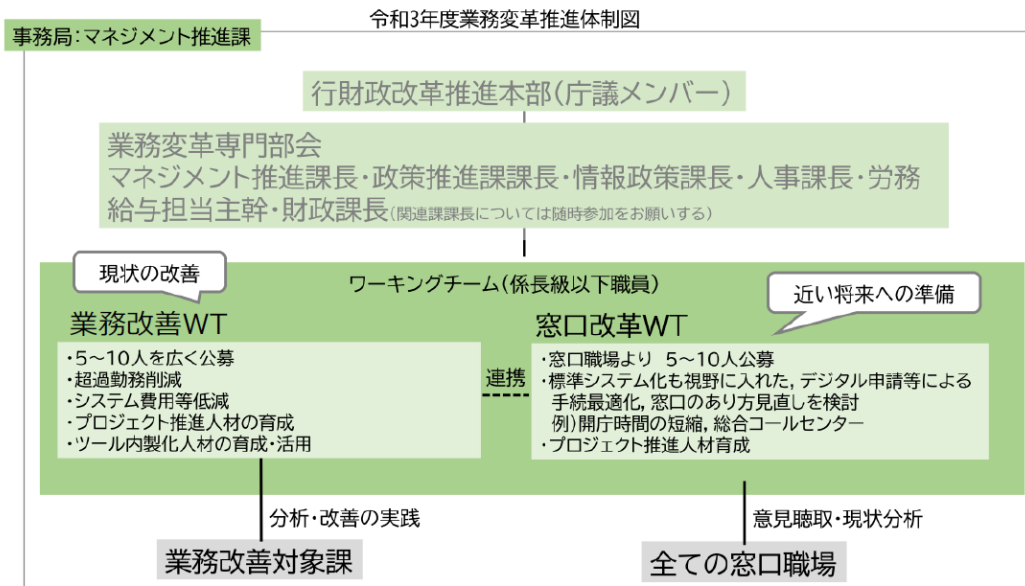 令和3年度業務変革推進体制図
事務局:マネジメント推進課
行財政改革推進本部(庁議メンバー)
業務変革専門部会
マネジメント推進課長・政策推進課課長・情報政策課長・人事課長・労務
給与担当主幹・財政課長(関連課課長については随時参加をお願いする)
現状の改善
ワーキングチーム(係長級以下職員)
近い将来への準備
業務改善WT
・5~10人を広く公募
・超過勤務削減
・システム費用等低減
・プロジェクト推進人材の育成
・ツール内製化人材の育成・活用
連携
窓口改革WT
・窓口職場より 5~10人公募
・標準システム化も視野に入れた,デジタル申請等による
手続最適化,窓口のあり方見直しを検討
例)開庁時間の短縮,総合コールセンター
・プロジェクト推進人材育成
分析・改善の実践
業務改善対象課
意見聴取・現状分析
全ての窓口職場